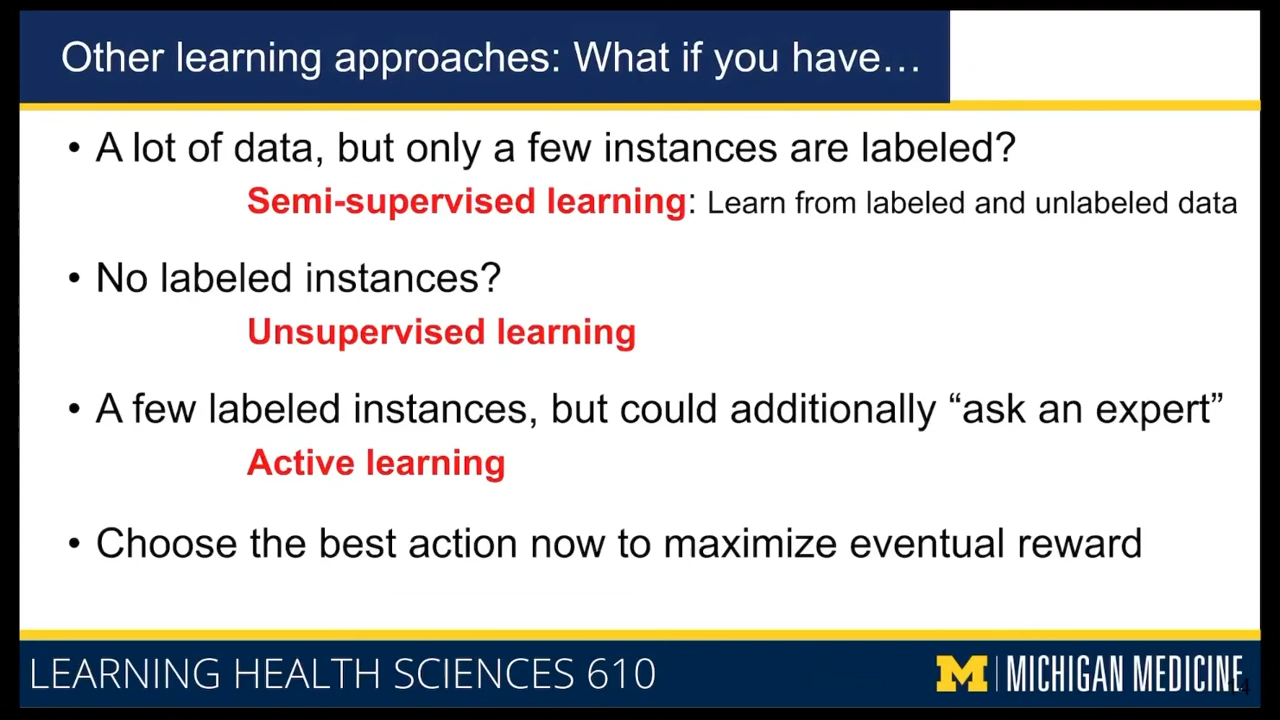 Other learning approaches: What if you have…
• A lot of data, but only a few instances are labeled?
Semi-supervised learning: Learn from labeled and unlabeled data
• No labeled instances?
Unsupervised learning
• A few labeled instances, but could additionally “ask an expert”
Active learning
• Choose the best action now to maximize eventual reward
LEARNING HEALTH SCIENCES 610
M MICHIGAN MEDICINE